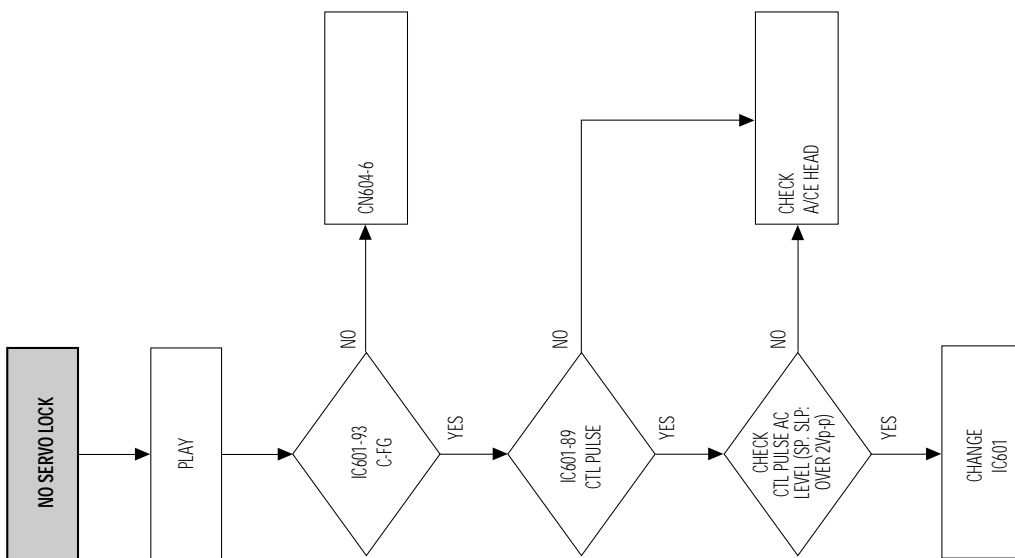 NO SERVO LOCK
PLAY
IC601-93
C-FG
NO
CN604-6
YES
IC601-89
CTL PULSE
NO
YES
CHECK
CTL PULSE AC
LEVEL (SP. SLP:
OVER 2Vp-p)
NO
CHECK
A/CE HEAD
YES
CHANGE
IC601